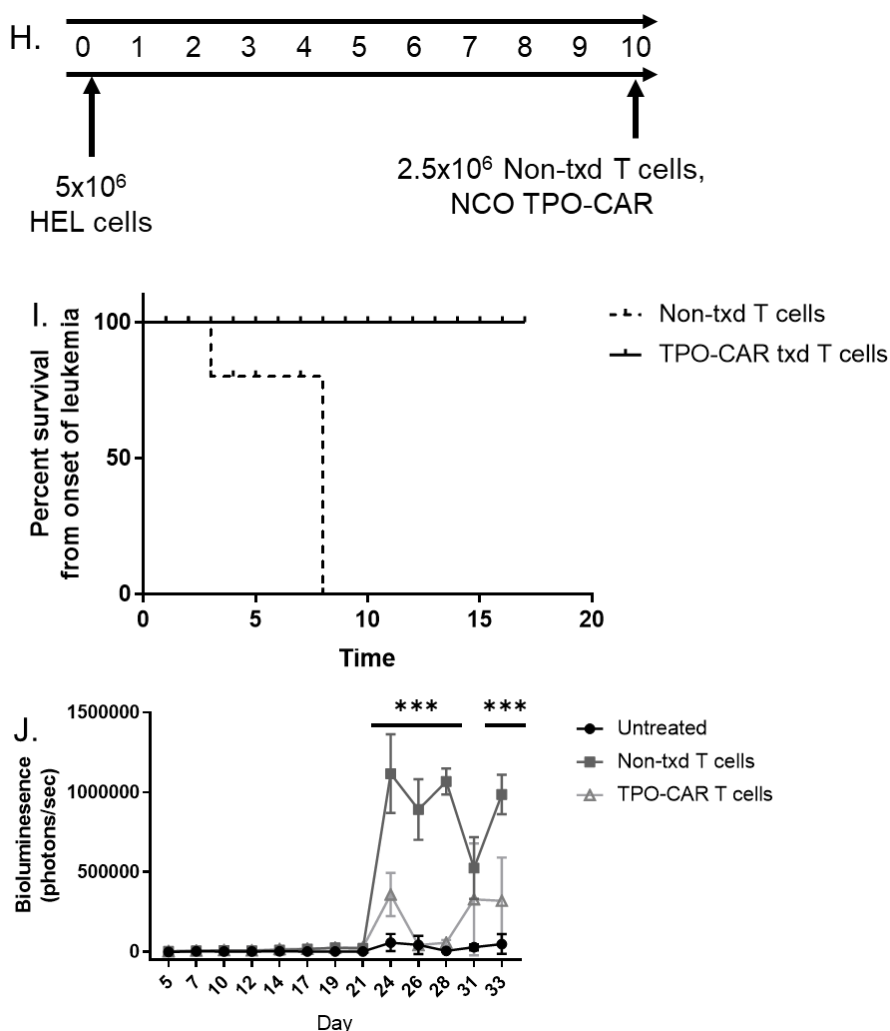 H.
0 1 2 3 4 5 6 7 8 9 10
5x10⁶
HEL cells
2.5x10⁶ Non-txd T cells,
NCO TPO-CAR
I.
Percent survival
from onset of leukemia
100
50
0
0 5 10 15 20
Time
Non-txd T cells
TPO-CAR txd T cells
J.
Bioluminesence
(photons/sec)
1500000
1000000
500000
0
*** ***
5 7 10 12 14 17 19 21 24 26 28 31 33
Day
Untreated
Non-txd T cells
TPO-CAR T cells